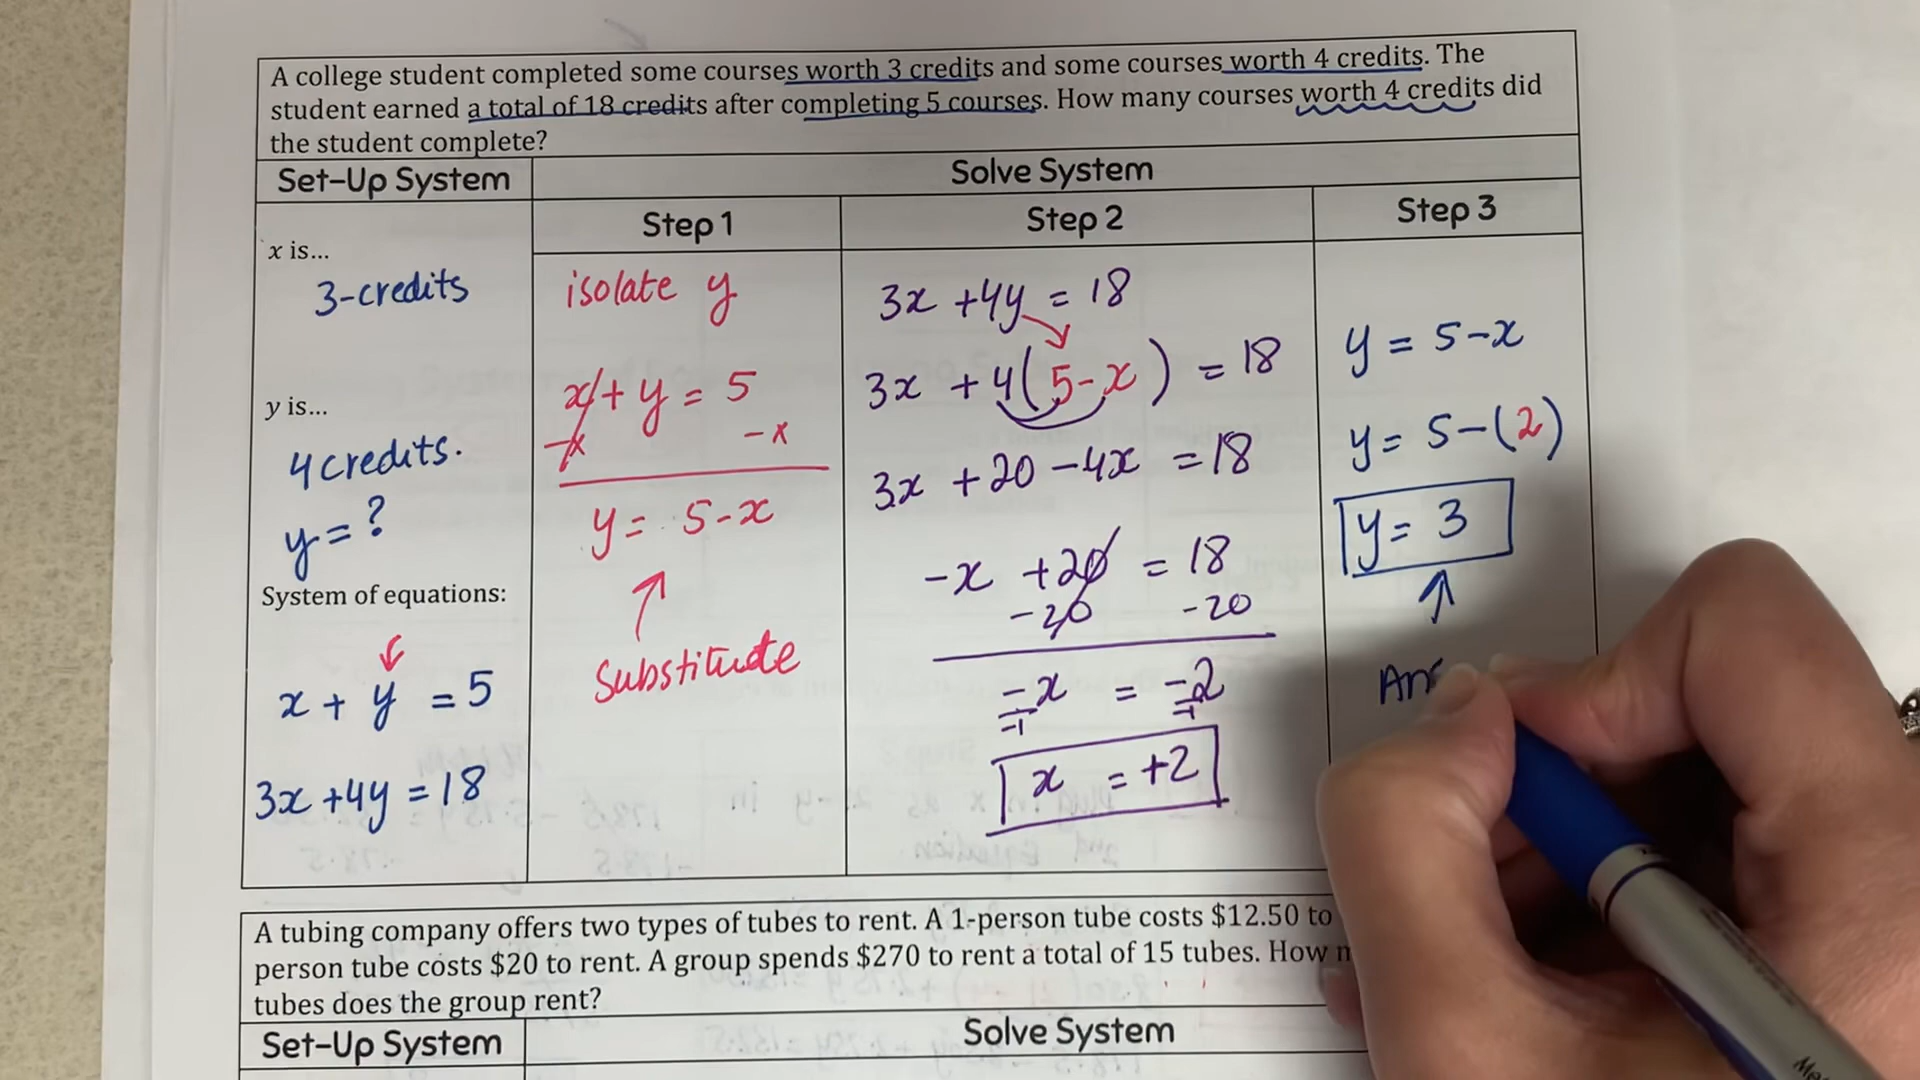 A college student completed some courses worth 3 credits and some courses worth 4 credits. The
student earned a total of 18 credits after completing 5 courses. How many courses worth 4 credits did
the student complete?
Set-Up System
Solve System
Step 1
Step 2
Step 3
x is...
3-credits
y is...
4 credits.
y = ?
System of equations:
x + y = 5
3x + 4y = 18
isolate y
x + y = 5
-x -x
y = 5-x
Substitute
3x + 4y = 18
3x + 4(5-x) = 18
3x + 20 - 4x = 18
-x + 20 = 18
-20 -20
-x = -2
-1 -1
x = +2
y = 5-x
y = 5-(2)
y = 3
Ans
A tubing company offers two types of tubes to rent. A 1-person tube costs $12.50 to
person tube costs $20 to rent. A group spends $270 to rent a total of 15 tubes. How
tubes does the group rent?
Set-Up System
Solve System